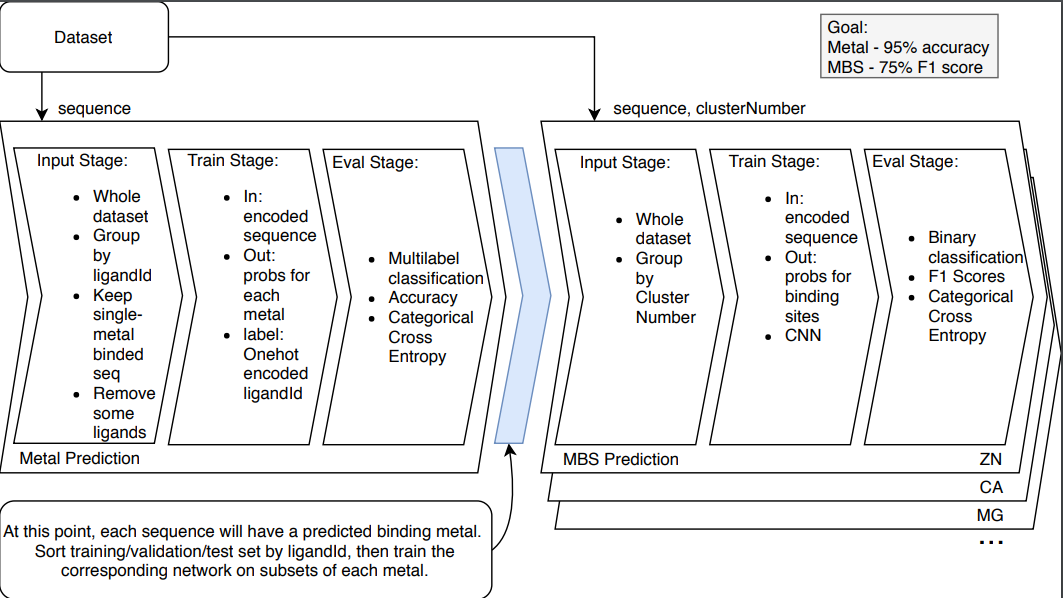 Dataset
Goal:
Metal - 95% accuracy
MBS - 75% F1 score
sequence
sequence, clusterNumber
Input Stage:
• Whole
dataset
• Group
by
ligandId
• Keep
single-
metal
binded
seq
• Remove
some
ligands
Train Stage:
• In:
encoded
sequence
• Out:
probs for
each
metal
• label:
Onehot
encoded
ligandId
Eval Stage:
• Multilabel
classification
• Accuracy
• Categorical
Cross
Entropy
Metal Prediction
Input Stage:
• Whole
dataset
• Group
by
Cluster
Number
Train Stage:
• In:
encoded
sequence
• Out:
probs for
binding
sites
• CNN
Eval Stage:
• Binary
classification
• F1 Scores
• Categorical
Cross
Entropy
MBS Prediction
ZN
CA
MG
...
At this point, each sequence will have a predicted binding metal.
Sort training/validation/test set by ligandId, then train the
corresponding network on subsets of each metal.